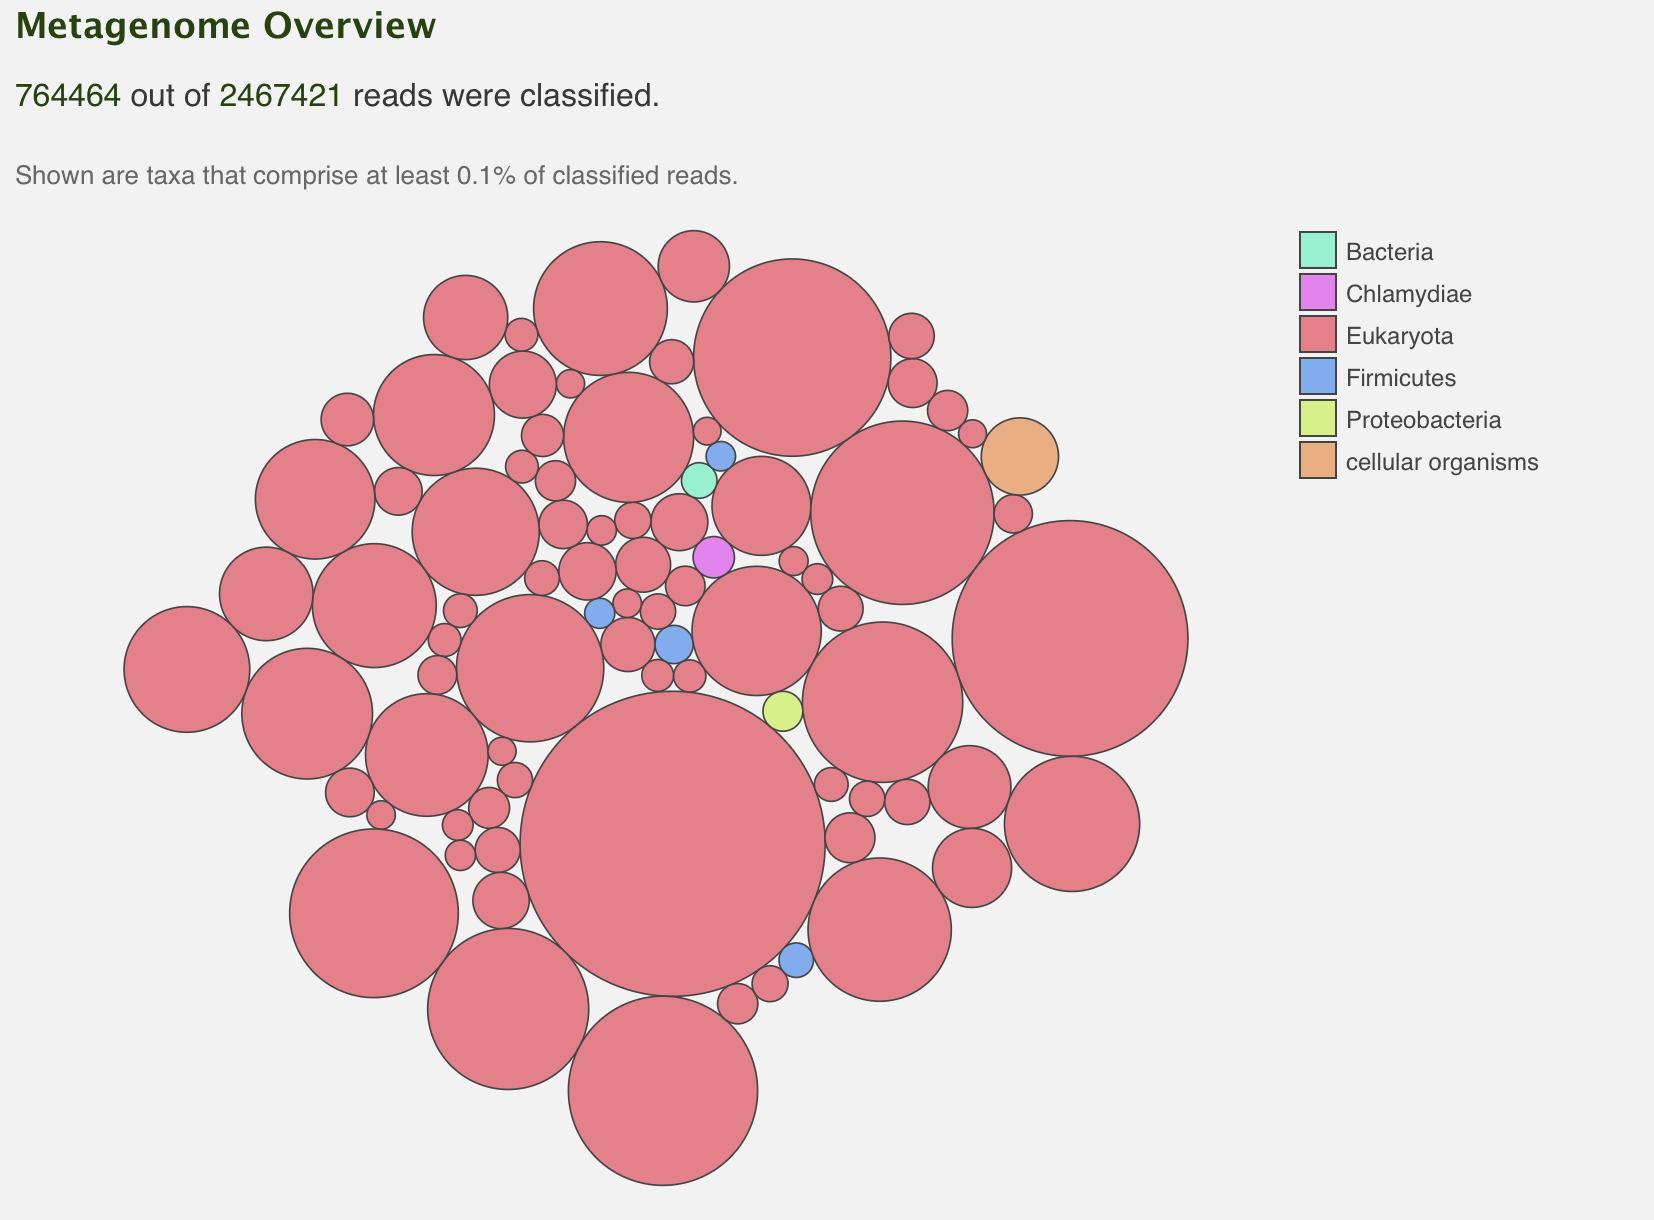 Metagenome Overview
764464 out of 2467421 reads were classified.
Shown are taxa that comprise at least 0.1% of classified reads.
Bacteria
Chlamydiae
Eukaryota
Firmicutes
Proteobacteria
cellular organisms